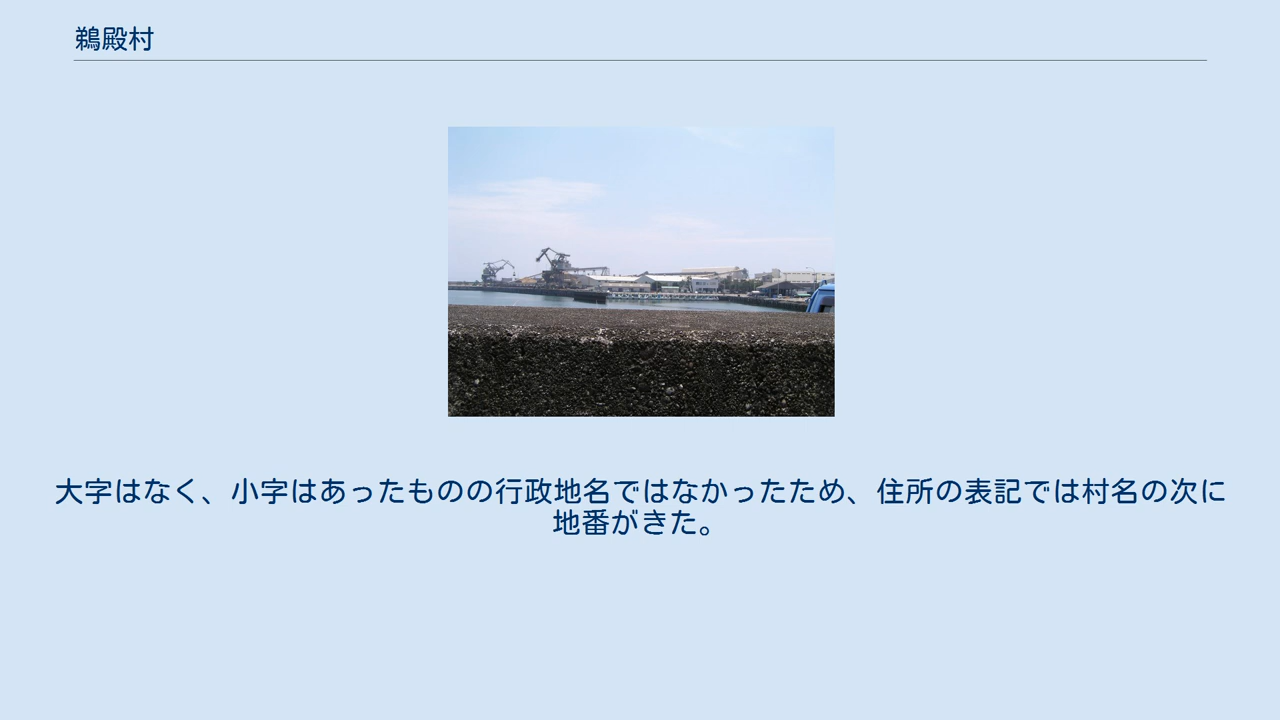 鵜殿村
大字はなく、小字はあったものの行政地名ではなかったため、住所の表記では村名の次に
地番がきた。